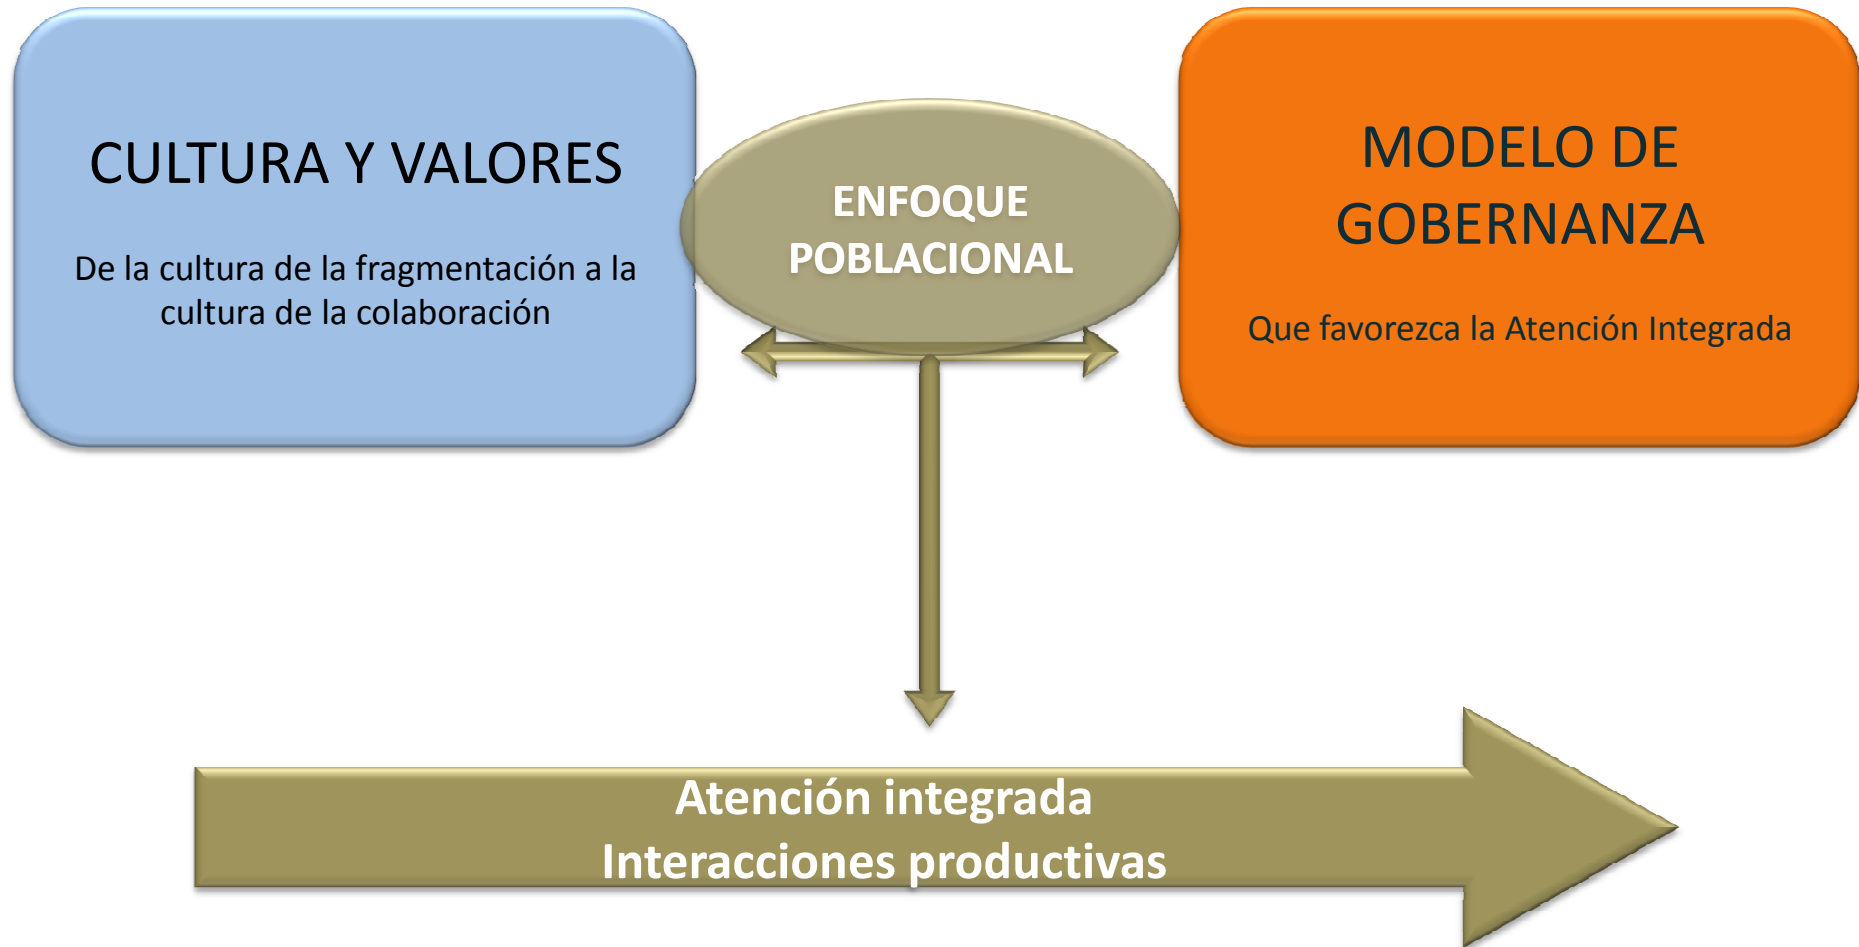 CULTURA Y VALORES
De la cultura de la fragmentación a la
cultura de la colaboración
ENFOQUE
POBLACIONAL
MODELO DE
GOBERNANZA
Que favorezca la Atención Integrada
Atención integrada
Interacciones productivas